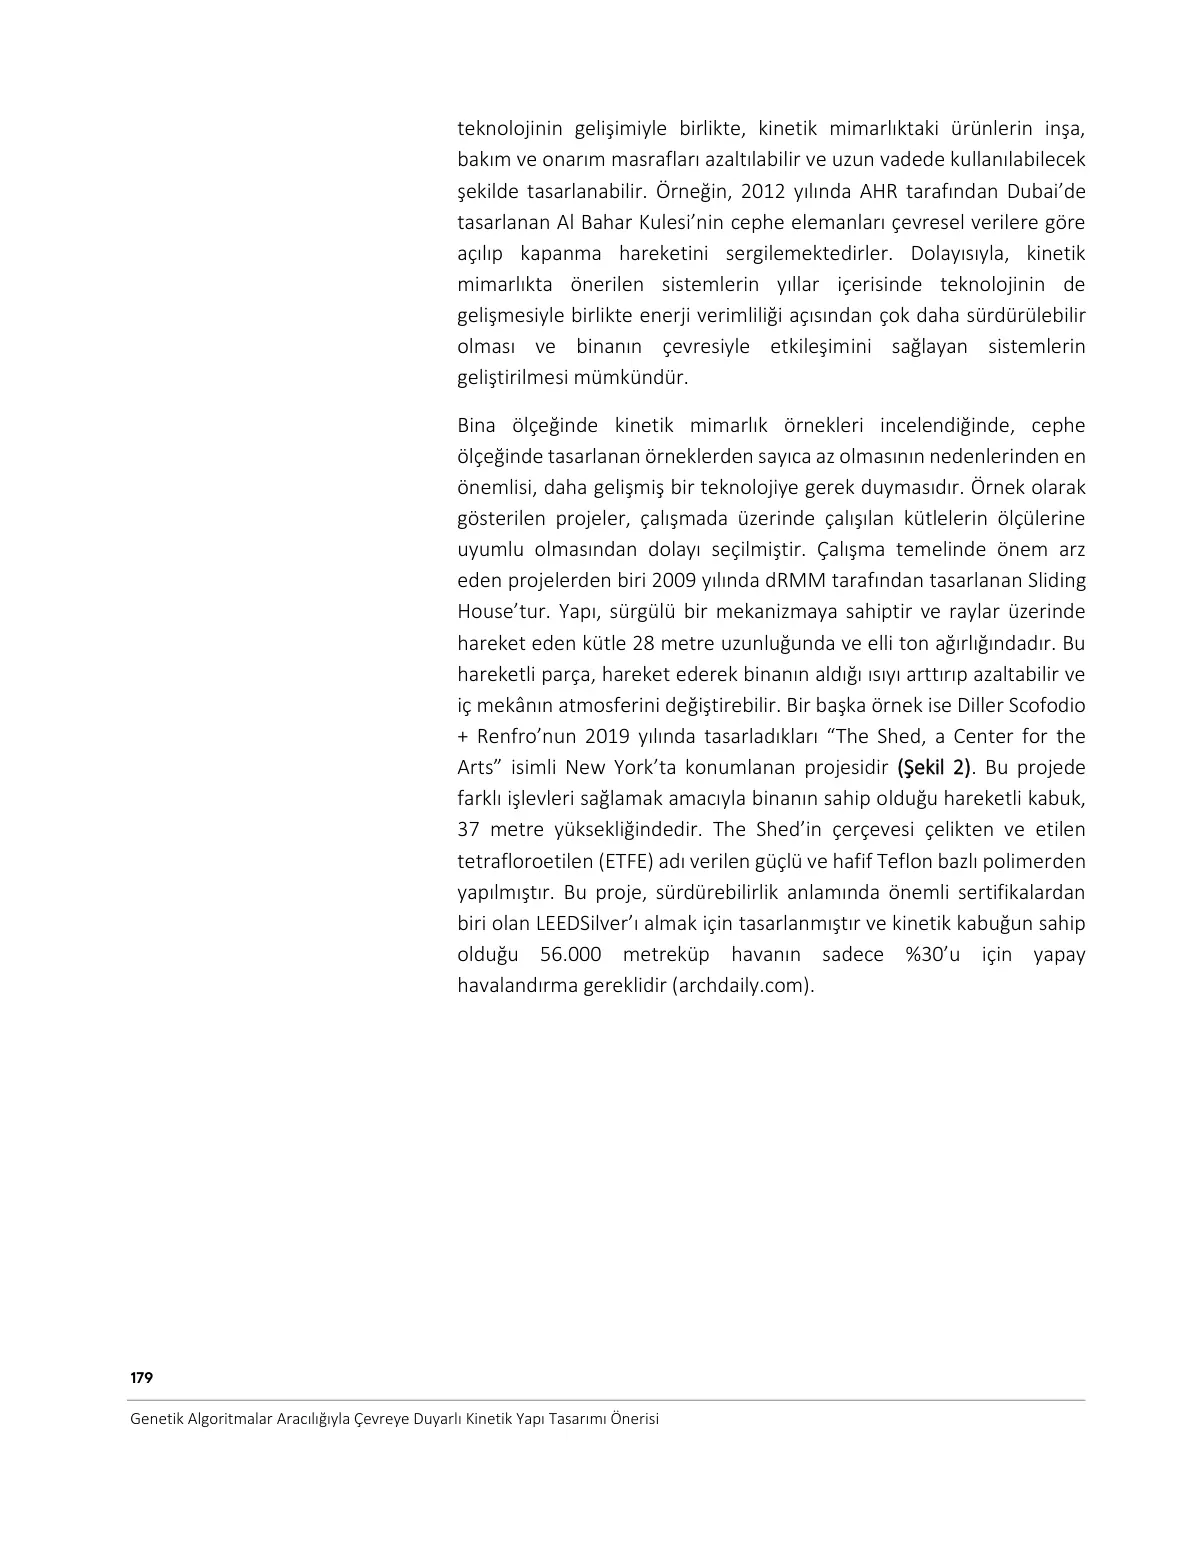 teknolojinin gelişimiyle birlikte, kinetik mimarlıktaki ürünlerin inşa,
bakım ve onarım masrafları azaltılabilir ve uzun vadede kullanılabilecek
şekilde tasarlanabilir. Örneğin, 2012 yılında AHR tarafından Dubai’de
tasarlanan Al Bahar Kulesi’nin cephe elemanları çevresel verilere göre
açılıp kapanma hareketini sergilemektedirler. Dolayısıyla, kinetik
mimarlıkta önerilen sistemlerin yıllar içerisinde teknolojinin de
gelişmesiyle birlikte enerji verimliliği açısından çok daha sürdürülebilir
olması ve binanın çevresiyle etkileşimini sağlayan sistemlerin
geliştirilmesi mümkündür.
Bina ölçeğinde kinetik mimarlık örnekleri incelendiğinde, cephe
ölçeğinde tasarlanan örneklerden sayıca az olmasının nedenlerinden en
önemlisi, daha gelişmiş bir teknolojiye gerek duymasıdır. Örnek olarak
gösterilen projeler, çalışmada üzerinde çalışılan kütlelerin ölçülerine
uyumlu olmasından dolayı seçilmiştir. Çalışma temelinde önem arz
eden projelerden biri 2009 yılında dRMM tarafından tasarlanan Sliding
House’tur. Yapı, sürgülü bir mekanizmaya sahiptir ve raylar üzerinde
hareket eden kütle 28 metre uzunluğunda ve elli ton ağırlığındadır. Bu
hareketli parça, hareket ederek binanın aldığı ısıyı arttırıp azaltabilir ve
iç mekânın atmosferini değiştirebilir. Bir başka örnek ise Diller Scofodio
+ Renfro’nun 2019 yılında tasarladıkları “The Shed, a Center for the
Arts” isimli New York’ta konumlanan projesidir (Şekil 2). Bu projede
farklı işlevleri sağlamak amacıyla binanın sahip olduğu hareketli kabuk,
37 metre yüksekliğindedir. The Shed’in çerçevesi çelikten ve etilen
tetrafloroetilen (ETFE) adı verilen güçlü ve hafif Teflon bazlı polimerden
yapılmıştır. Bu proje, sürdürebilirlik anlamında önemli sertifikalardan
biri olan LEEDSilver’ı almak için tasarlanmıştır ve kinetik kabuğun sahip
olduğu 56.000 metreküp havanın sadece %30’u için yapay
havalandırma gereklidir (archdaily.com).
179
Genetik Algoritmalar Aracılığıyla Çevreye Duyarlı Kinetik Yapı Tasarımı Önerisi